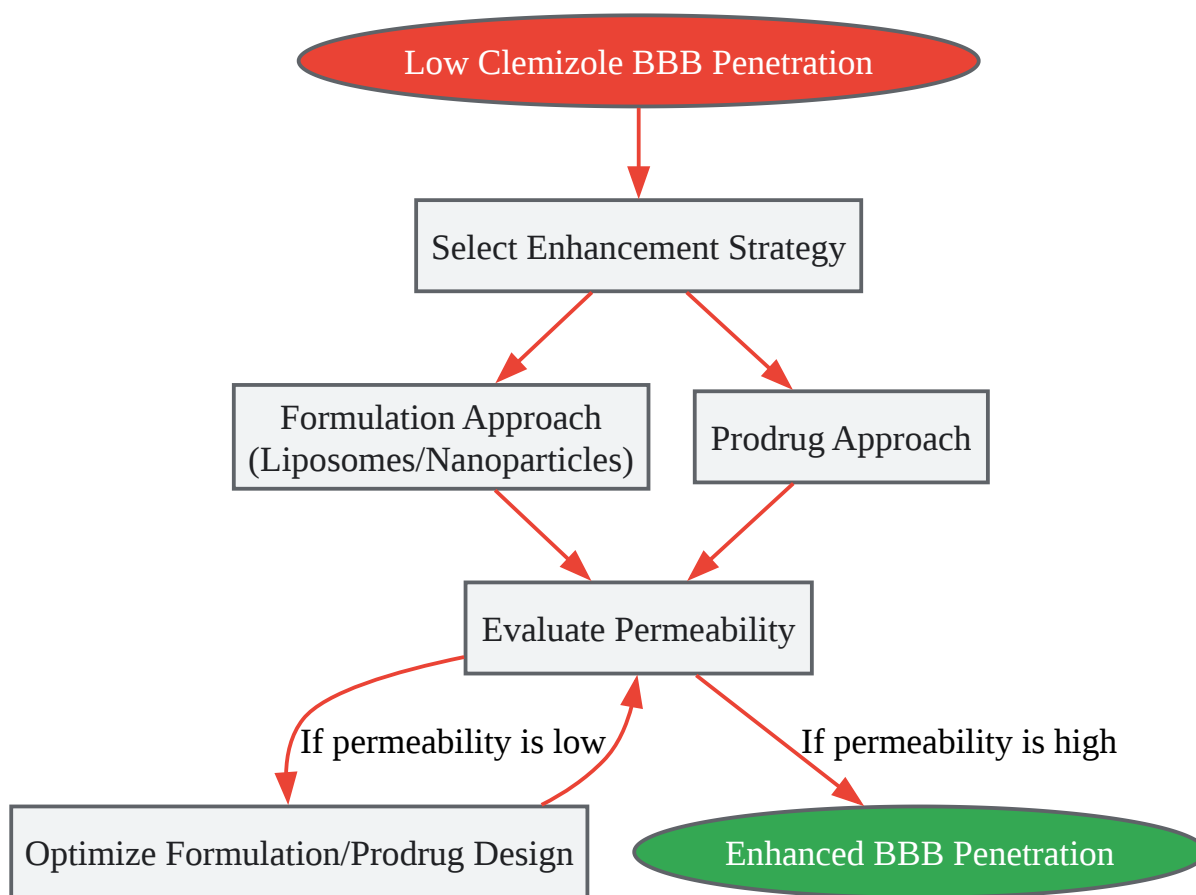 Low Clemizole BBB Penetration
Select Enhancement Strategy
Formulation Approach
(Liposomes/Nanoparticles)
Prodrug Approach
Evaluate Permeability
If permeability is low
If permeability is high
Optimize Formulation/Prodrug Design
Enhanced BBB Penetration